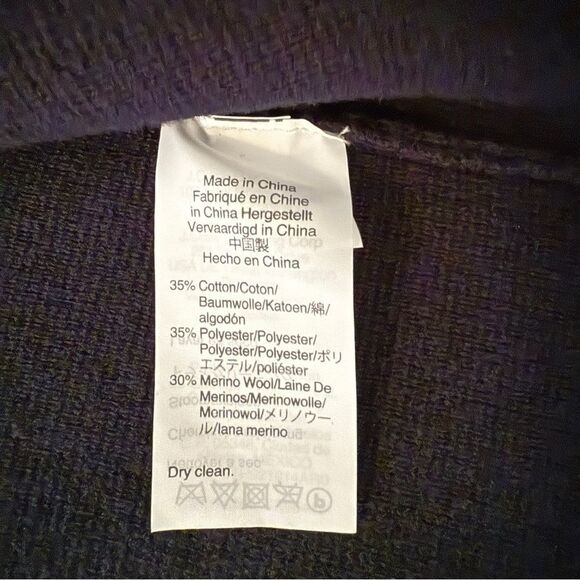 Made in China
Fabriqué en Chine
in China Hergestellt
Vervaardigd in China
中国製
Hecho en China
35% Cotton/Coton/
Baumwolle/Katoen/綿/
algodón
35% Polyester/Polyester/
Polyester/Polyester/ポリ
エステル/poliéster
30% Merino Wool/Laine De
Merinos/Merinowolle/
Morinowol/メリノウー
ル/lana merino
Dry clean.